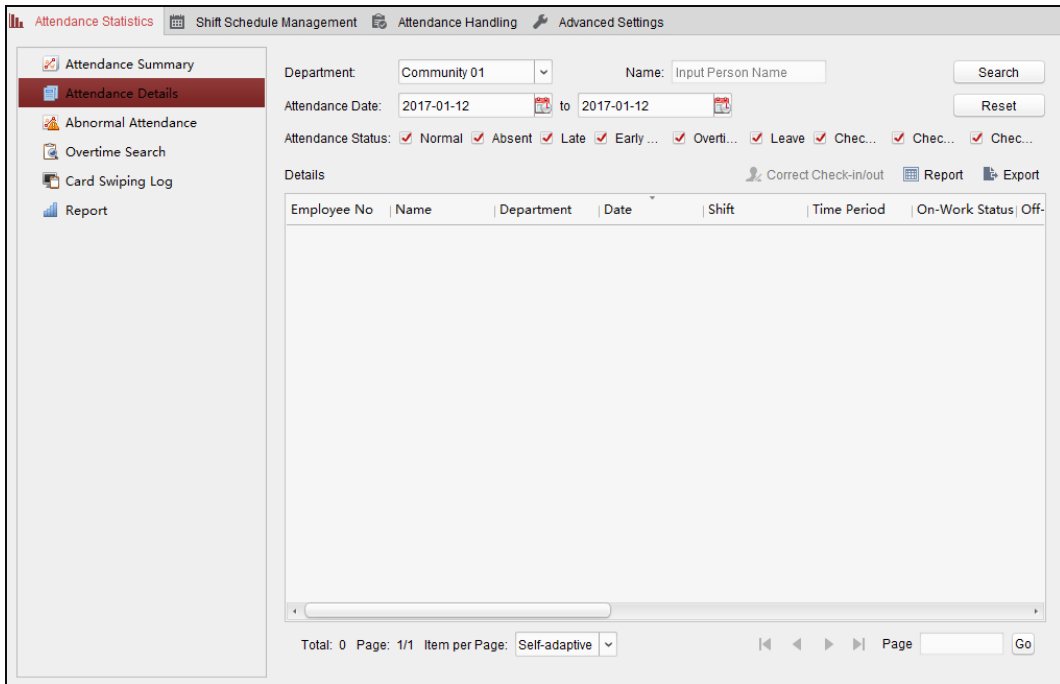 Attendance Statistics Shift Schedule Management Attendance Handling Advanced Settings
Attendance Summary
Attendance Details
Abnormal Attendance
Overtime Search
Card Swiping Log
Report
Department: Community 01 Name: Input Person Name Search
Attendance Date: 2017-01-12 to 2017-01-12 Reset
Attendance Status: Normal Absent Late Early ... Overti... Leave Chec... Chec... Chec...
Details Correct Check-in/out Report Export
Employee No Name Department Date Shift Time Period On-Work Status Off-
Total: 0 Page: 1/1 Item per Page: Self-adaptive Page Go